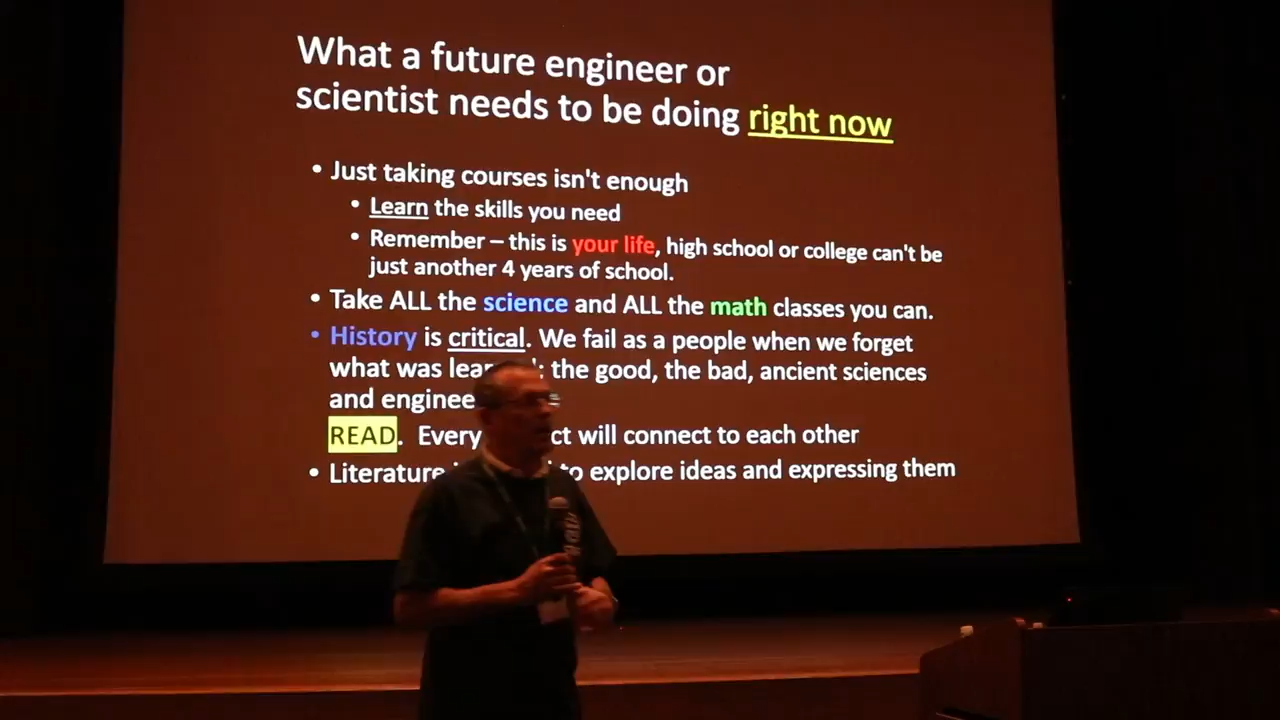 What a future engineer or
scientist needs to be doing right now
• Just taking courses isn't enough
• Learn the skills you need
• Remember – this is your life, high school or college can't be
just another 4 years of school.
• Take ALL the science and ALL the math classes you can.
• History is critical. We fail as a people when we forget
what was : the good, the bad, ancient sciences
and
READ. will connect to each other
• Literature to explore ideas and expressing them